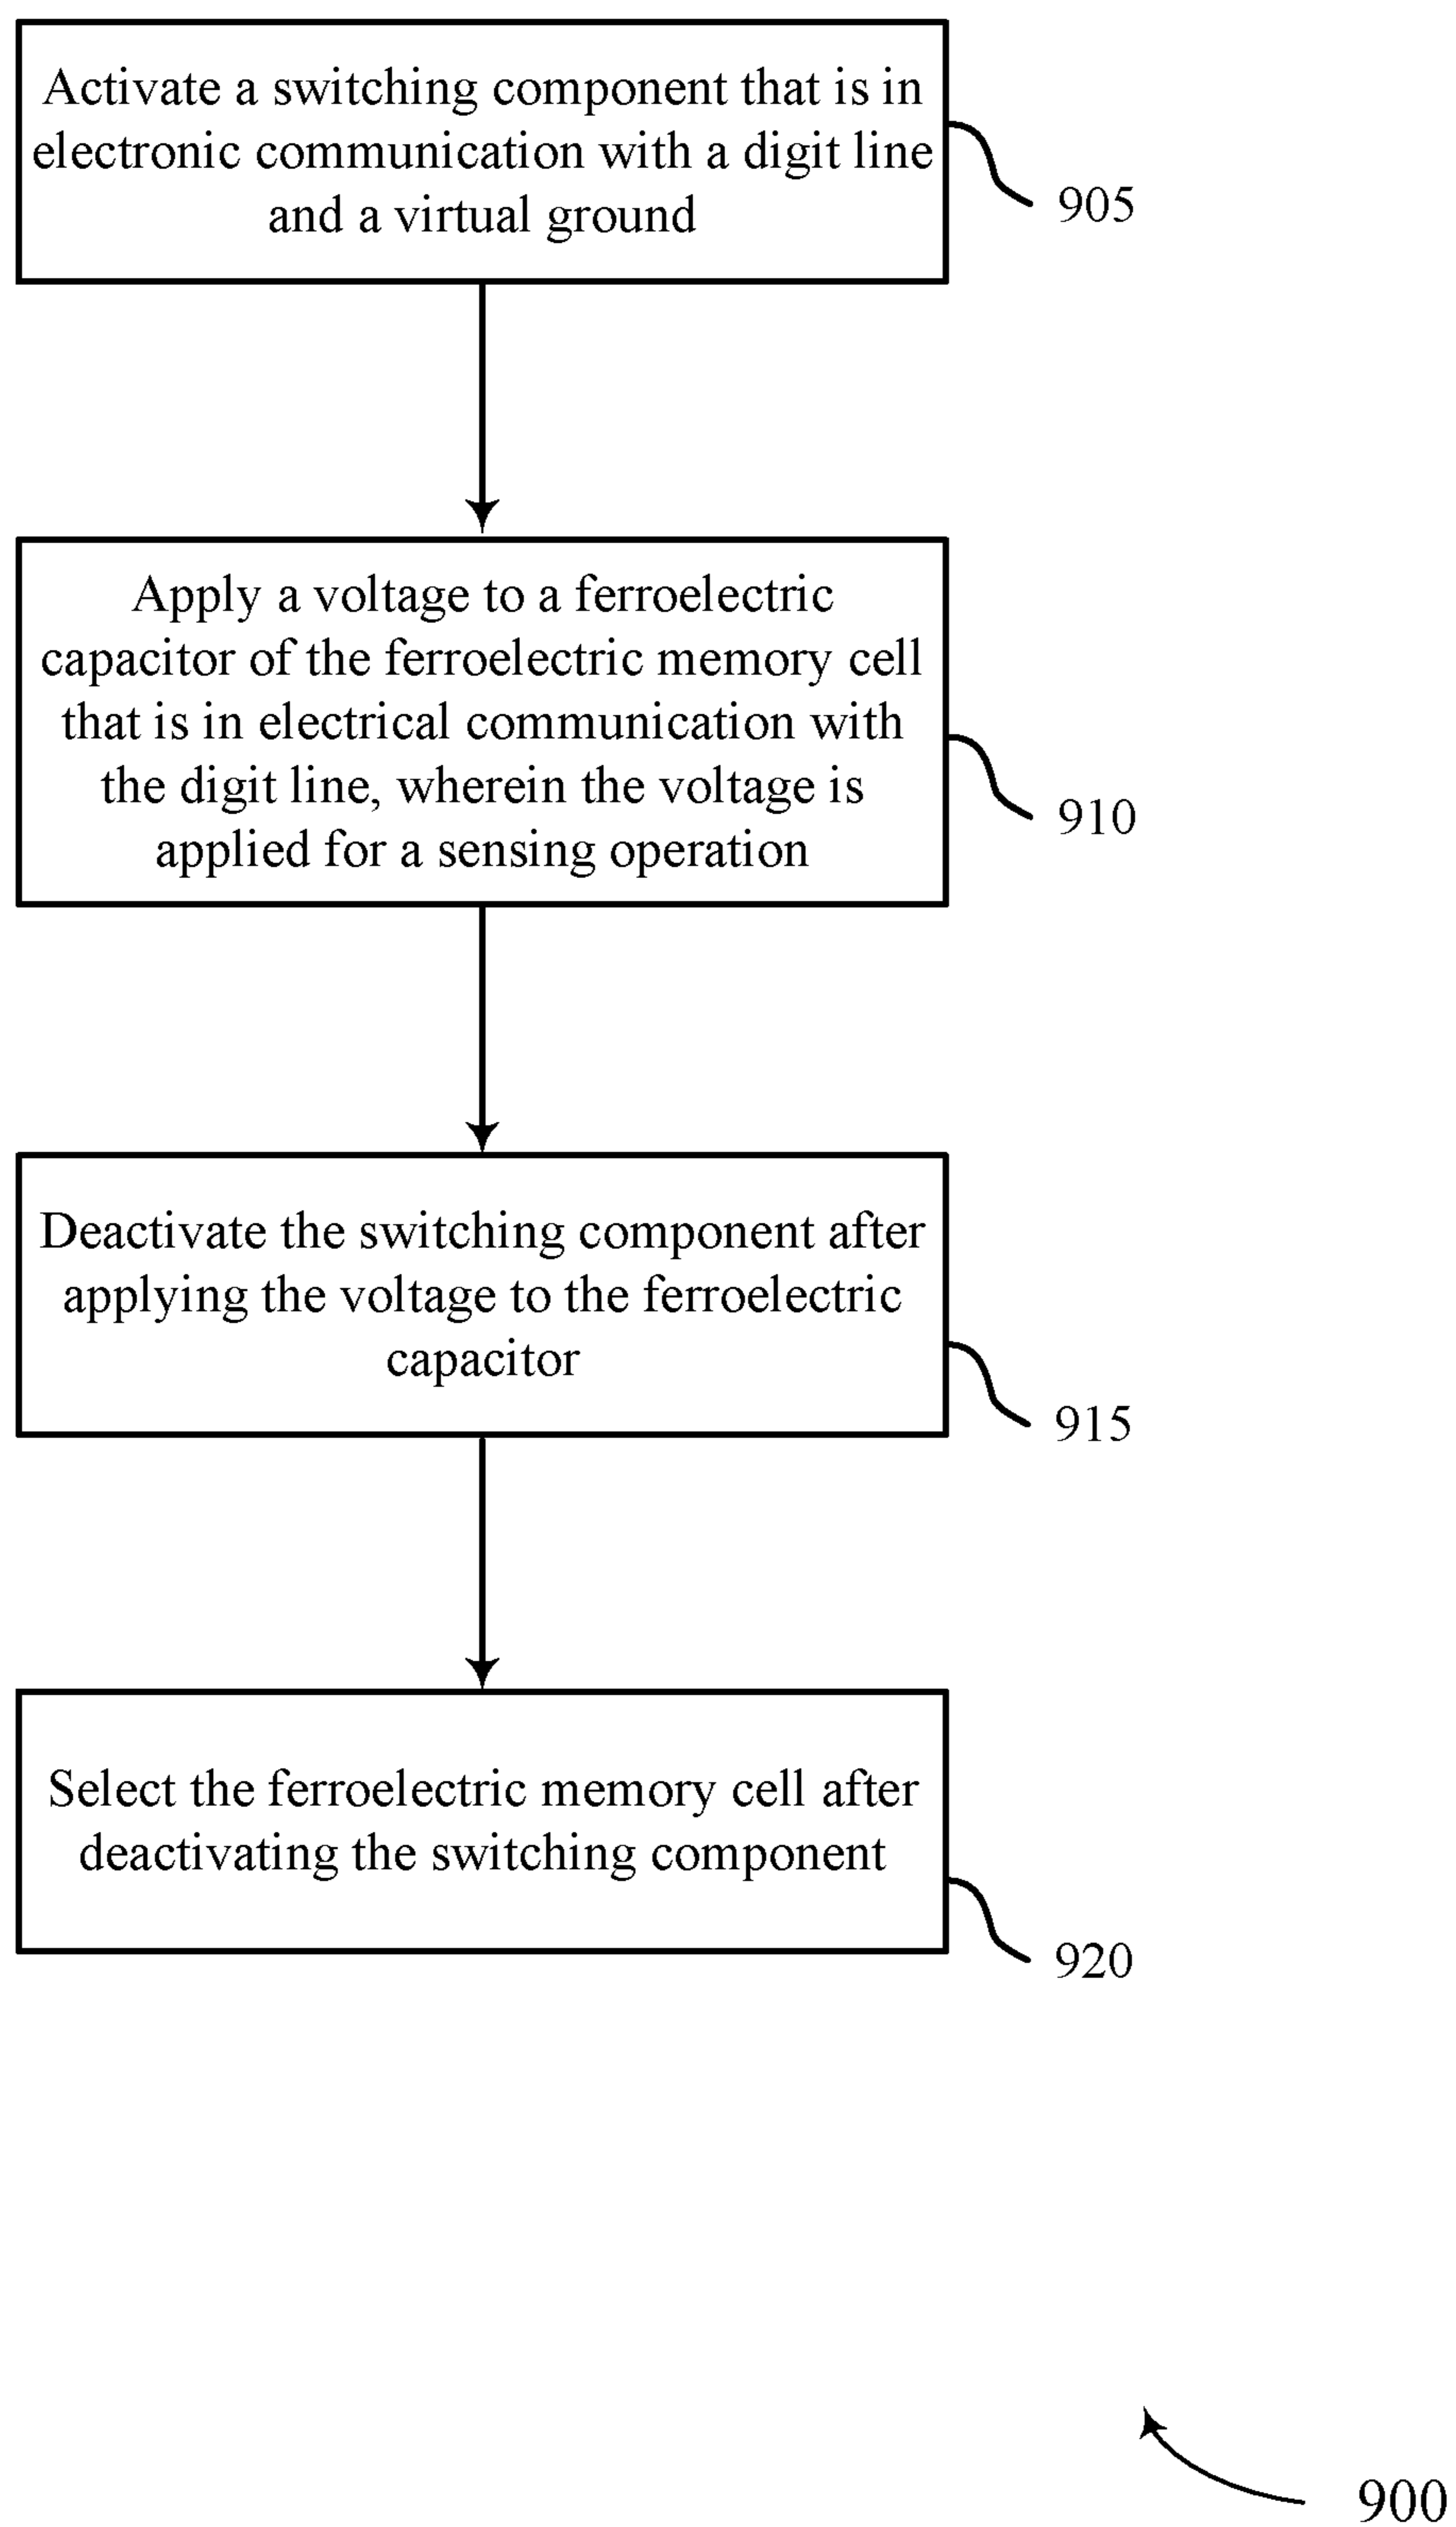 Activate a switching component that is in
electronic communication with a digit line
and a virtual ground
905
Apply a voltage to a ferroelectric
capacitor of the ferroelectric memory cell
that is in electrical communication with
the digit line, wherein the voltage is
applied for a sensing operation
910
Deactivate the switching component after
applying the voltage to the ferroelectric
capacitor
915
Select the ferroelectric memory cell after
deactivating the switching component
920
900